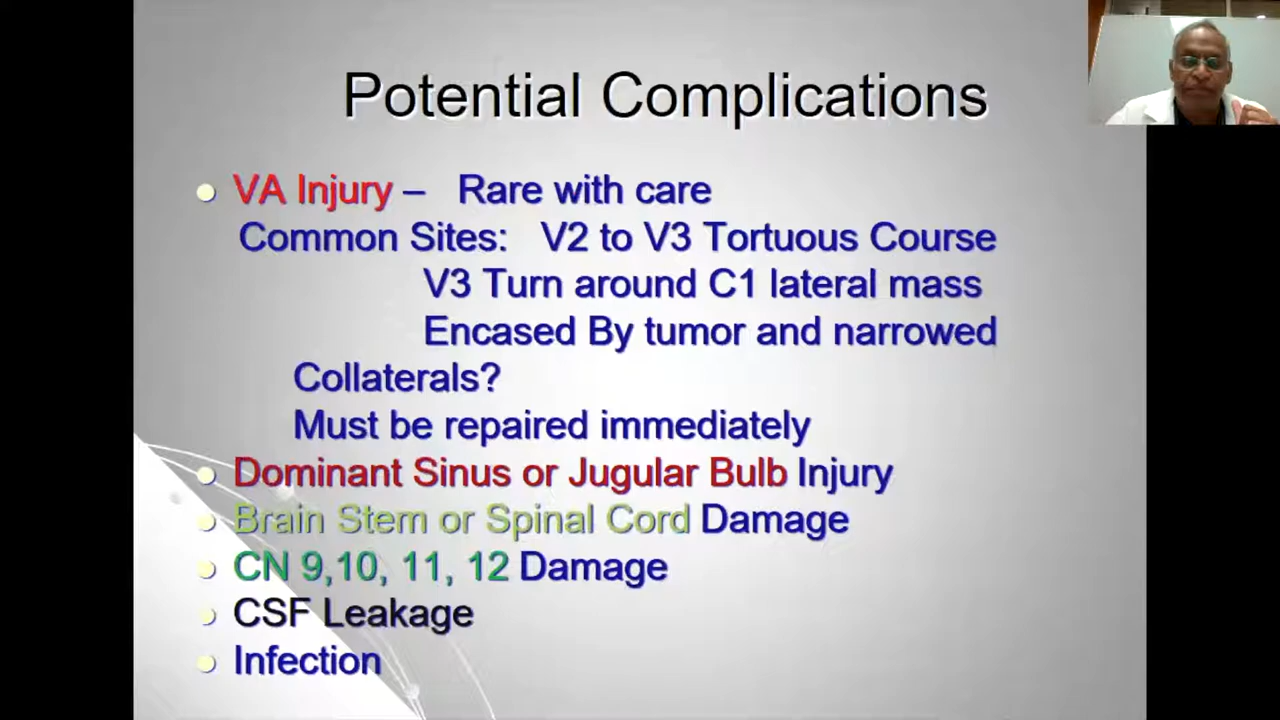 Potential Complications
VA Injury – Rare with care
Common Sites: V2 to V3 Tortuous Course
V3 Turn around C1 lateral mass
Encased By tumor and narrowed
Collaterals?
Must be repaired immediately
Dominant Sinus or Jugular Bulb Injury
Brain Stem or Spinal Cord Damage
CN 9,10, 11, 12 Damage
CSF Leakage
Infection